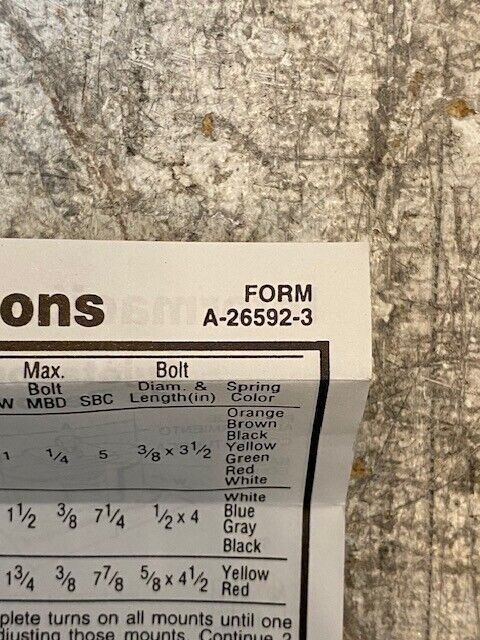 ons
FORM
A-26592-3
Max. Bolt
Bolt Diam. & Spring
W MBD SBC Length(in) Color
Orange
Brown
Black
1 1/4 5 3/8 x 3 1/2 Yellow
Green
Red
White
White
1 1/2 3/8 7 1/4 1/2 x 4 Blue
Gray
Black
1 3/4 3/8 7 7/8 5/8 x 4 1/2 Yellow
Red
plete turns on all mounts until one
djusting those mounts. Continue 2